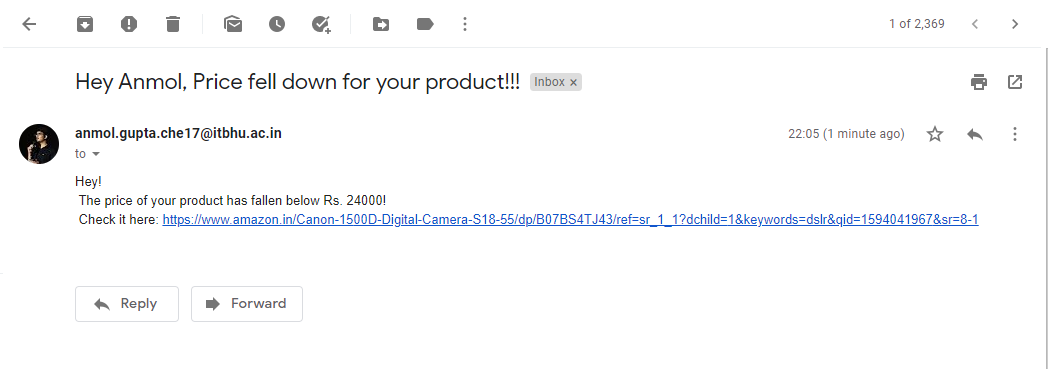 1 of 2,369
Hey Anmol, Price fell down for your product!!! Inbox ×
anmol.gupta.che17@itbhu.ac.in 22:05 (1 minute ago)
to
Hey!
The price of your product has fallen below Rs. 24000!
Check it here: https://www.amazon.in/Canon-1500D-Digital-Camera-S18-55/dp/B07BS4TJ43/ref=sr_1_1?dchild=1&keywords=dslr&qid=1594041967&sr=8-1
Reply Forward